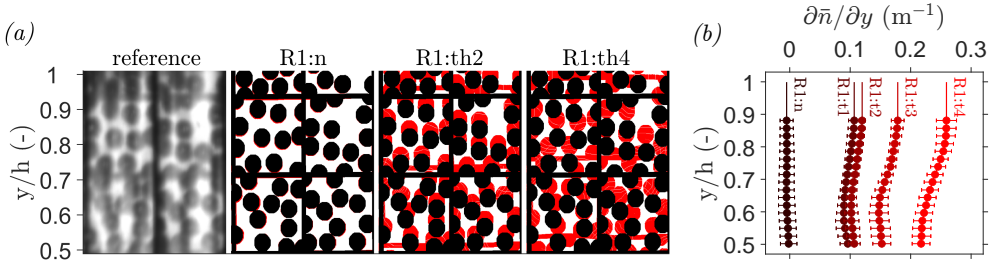 (a)
reference
R1:n
R1:th2
R1:th4
y/h (-)
1
0.9
0.8
0.7
0.6
0.5
(b)
∂n̄/∂y (m⁻¹)
0
0.1
0.2
0.3
y/h (-)
1
0.9
0.8
0.7
0.6
0.5
R1:n
R1:t1
R1:t2
R1:t3
R1:t4